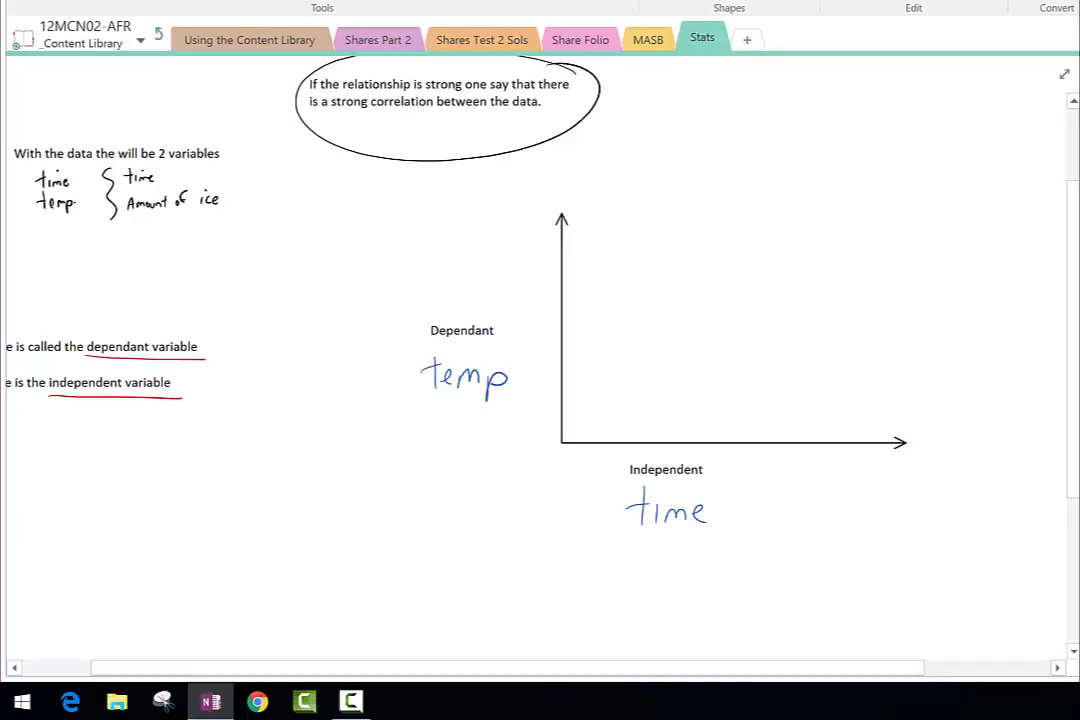 Tools
Shapes
Edit
Convert
12MCN02-AFR
_Content Library
Using the Content Library
Shares Part 2
Shares Test 2 Sols
Share Folio
MASB
Stats
+
If the relationship is strong one say that there
is a strong correlation between the data.
With the data the will be 2 variables
time
temp
time
Amount of ice
Dependant
temp
e is called the dependant variable
e is the independent variable
Independent
time
N